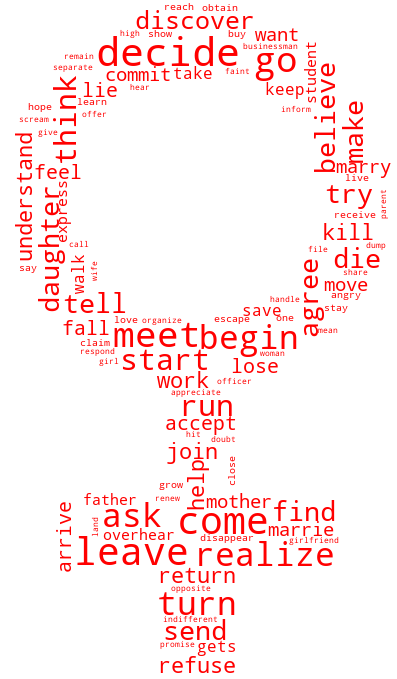 reach obtain
discover
high show buy want
decide go businessman
remain
separate
commit take faint
student
lie hear keep
think learn
hope offer inform
scream
give
believe
make
understand
feel marry
live
express
daughter try
parent
receive
call kill
walk
wife
say die
file dump
share
agree move
angry
tell handle
save stay
love organize escape one
fall meet begin mean
claim
respond start woman
girl lose
work officer
appreciate
run
accept
hit doubt
join
close
help
grow
father renew mother find
arrive
land
ask come marrie
overhear disappear girlfriend
leave realize
return
opposite
turn
indifferent
send
promise gets
refuse